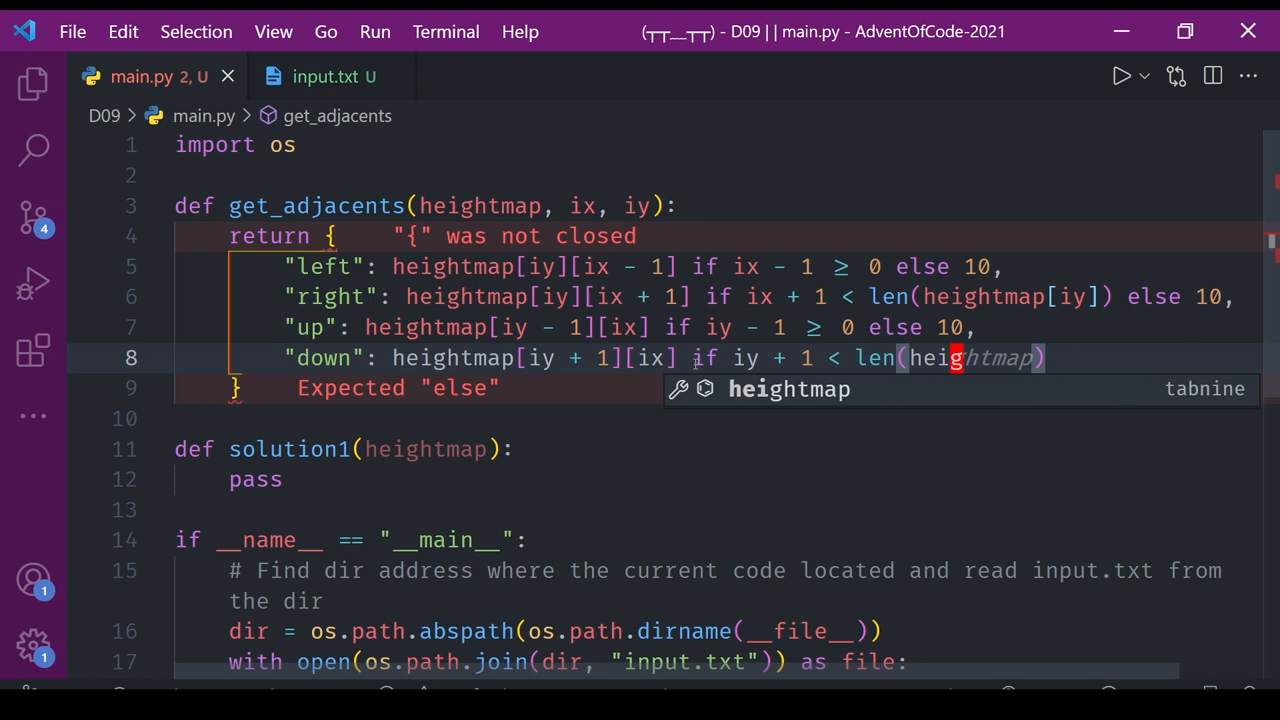 File Edit Selection View Go Run Terminal Help (┬┬﹏┬┬) - D09 || main.py - AdventOfCode-2021
main.py 2, U input.txt U
D09 > main.py > get_adjacents
1 import os
2
3 def get_adjacents(heightmap, ix, iy):
4 return { "{" was not closed
5 "left": heightmap[iy][ix - 1] if ix - 1 ≥ 0 else 10,
6 "right": heightmap[iy][ix + 1] if ix + 1 < len(heightmap[iy]) else 10,
7 "up": heightmap[iy - 1][ix] if iy - 1 ≥ 0 else 10,
8 "down": heightmap[iy + 1][ix] if iy + 1 < len(heightmap)
9 } Expected "else"
heightmap tabnine
10
11 def solution1(heightmap):
12 pass
13
14 if __name__ == "__main__":
15 # Find dir address where the current code located and read input.txt from
the dir
16 dir = os.path.abspath(os.path.dirname(__file__))
17 with open(os.path.join(dir, "input.txt")) as file:
4
1
1